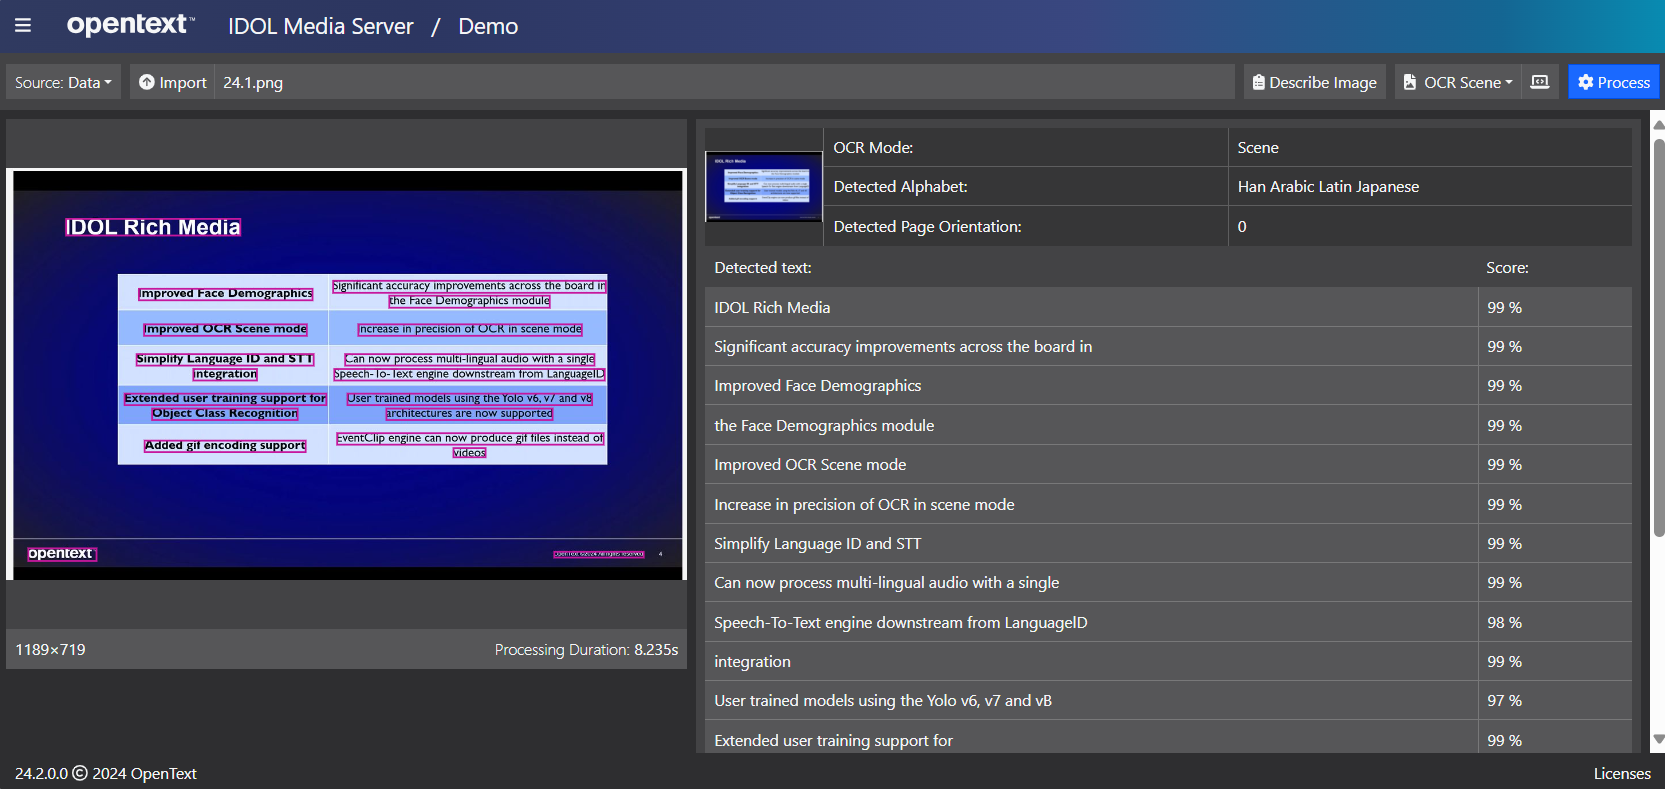 opentext™ IDOL Media Server / Demo
Source: Data Import 24.1.png Describe Image OCR Scene Process
IDOL Rich Media
Improved Face Demographics
Significant accuracy improvements across the board in
the Face Demographics module
Improved OCR Scene mode
Increase in precision of OCR in scene mode
Simplify Language ID and STT
integration
Can now process multi-lingual audio with a single
Speech-To-Text engine downstream from LanguageID
Extended user training support for
Object Class Recognition
User trained models using the Yolo v6, v7 and v8
architectures are now supported
Added gif encoding support
EventClip engine can now produce gif files instead of
videos
opentext
OpenText ©2024 All rights reserved
4
1189×719 Processing Duration: 8.235s
IDOL Rich Media
OCR Mode: Scene
Detected Alphabet: Han Arabic Latin Japanese
Detected Page Orientation: 0
Detected text: Score:
IDOL Rich Media 99 %
Significant accuracy improvements across the board in 99 %
Improved Face Demographics 99 %
the Face Demographics module 99 %
Improved OCR Scene mode 99 %
Increase in precision of OCR in scene mode 99 %
Simplify Language ID and STT 99 %
Can now process multi-lingual audio with a single 99 %
Speech-To-Text engine downstream from LanguageID 98 %
integration 99 %
User trained models using the Yolo v6, v7 and vB 97 %
Extended user training support for 99 %
24.2.0.0 © 2024 OpenText Licenses